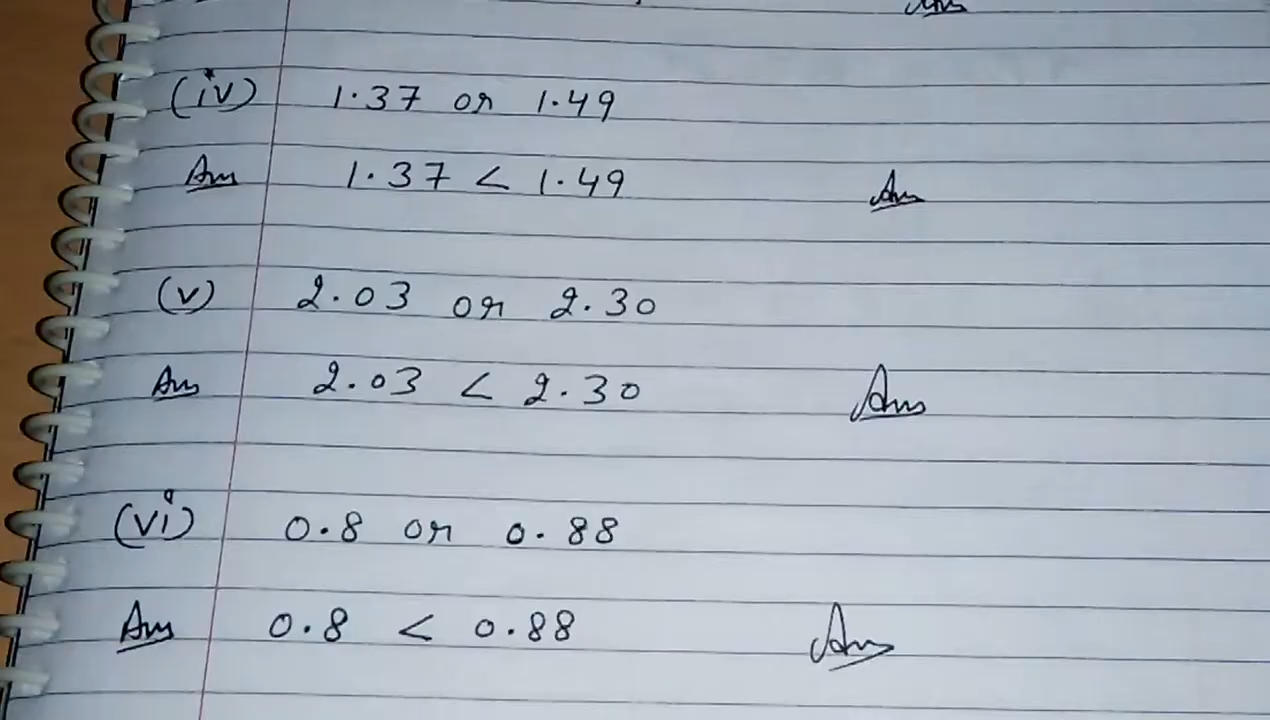 Ans
(iv) 1.37 or 1.49
Ans 1.37 < 1.49 Ans
(v) 2.03 or 2.30
Ans 2.03 < 2.30 Ans
(vi) 0.8 or 0.88
Ans 0.8 < 0.88 Ans